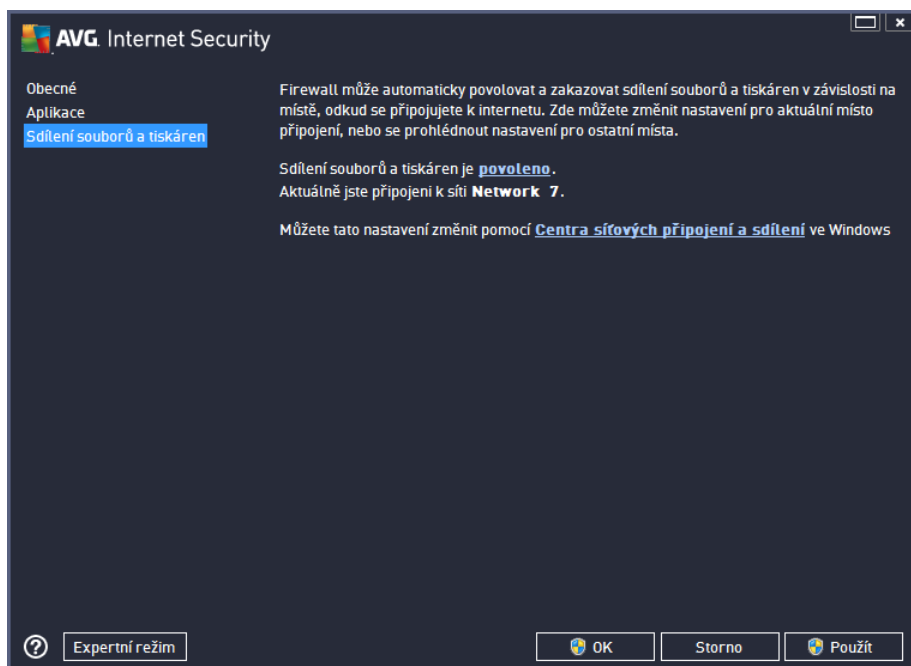 AVG. Internet Security
Obecné
Aplikace
Sdílení souborů a tiskáren
Firewall může automaticky povolovat a zakazovat sdílení souborů a tiskáren v závislosti na
místě, odkud se připojujete k internetu. Zde můžete změnit nastavení pro aktuální místo
připojení, nebo se prohlédnout nastavení pro ostatní místa.
Sdílení souborů a tiskáren je povoleno.
Aktuálně jste připojeni k síti Network 7.
Můžete tato nastavení změnit pomocí Centra síťových připojení a sdílení ve Windows
Expertní režim
OK
Storno
Použít